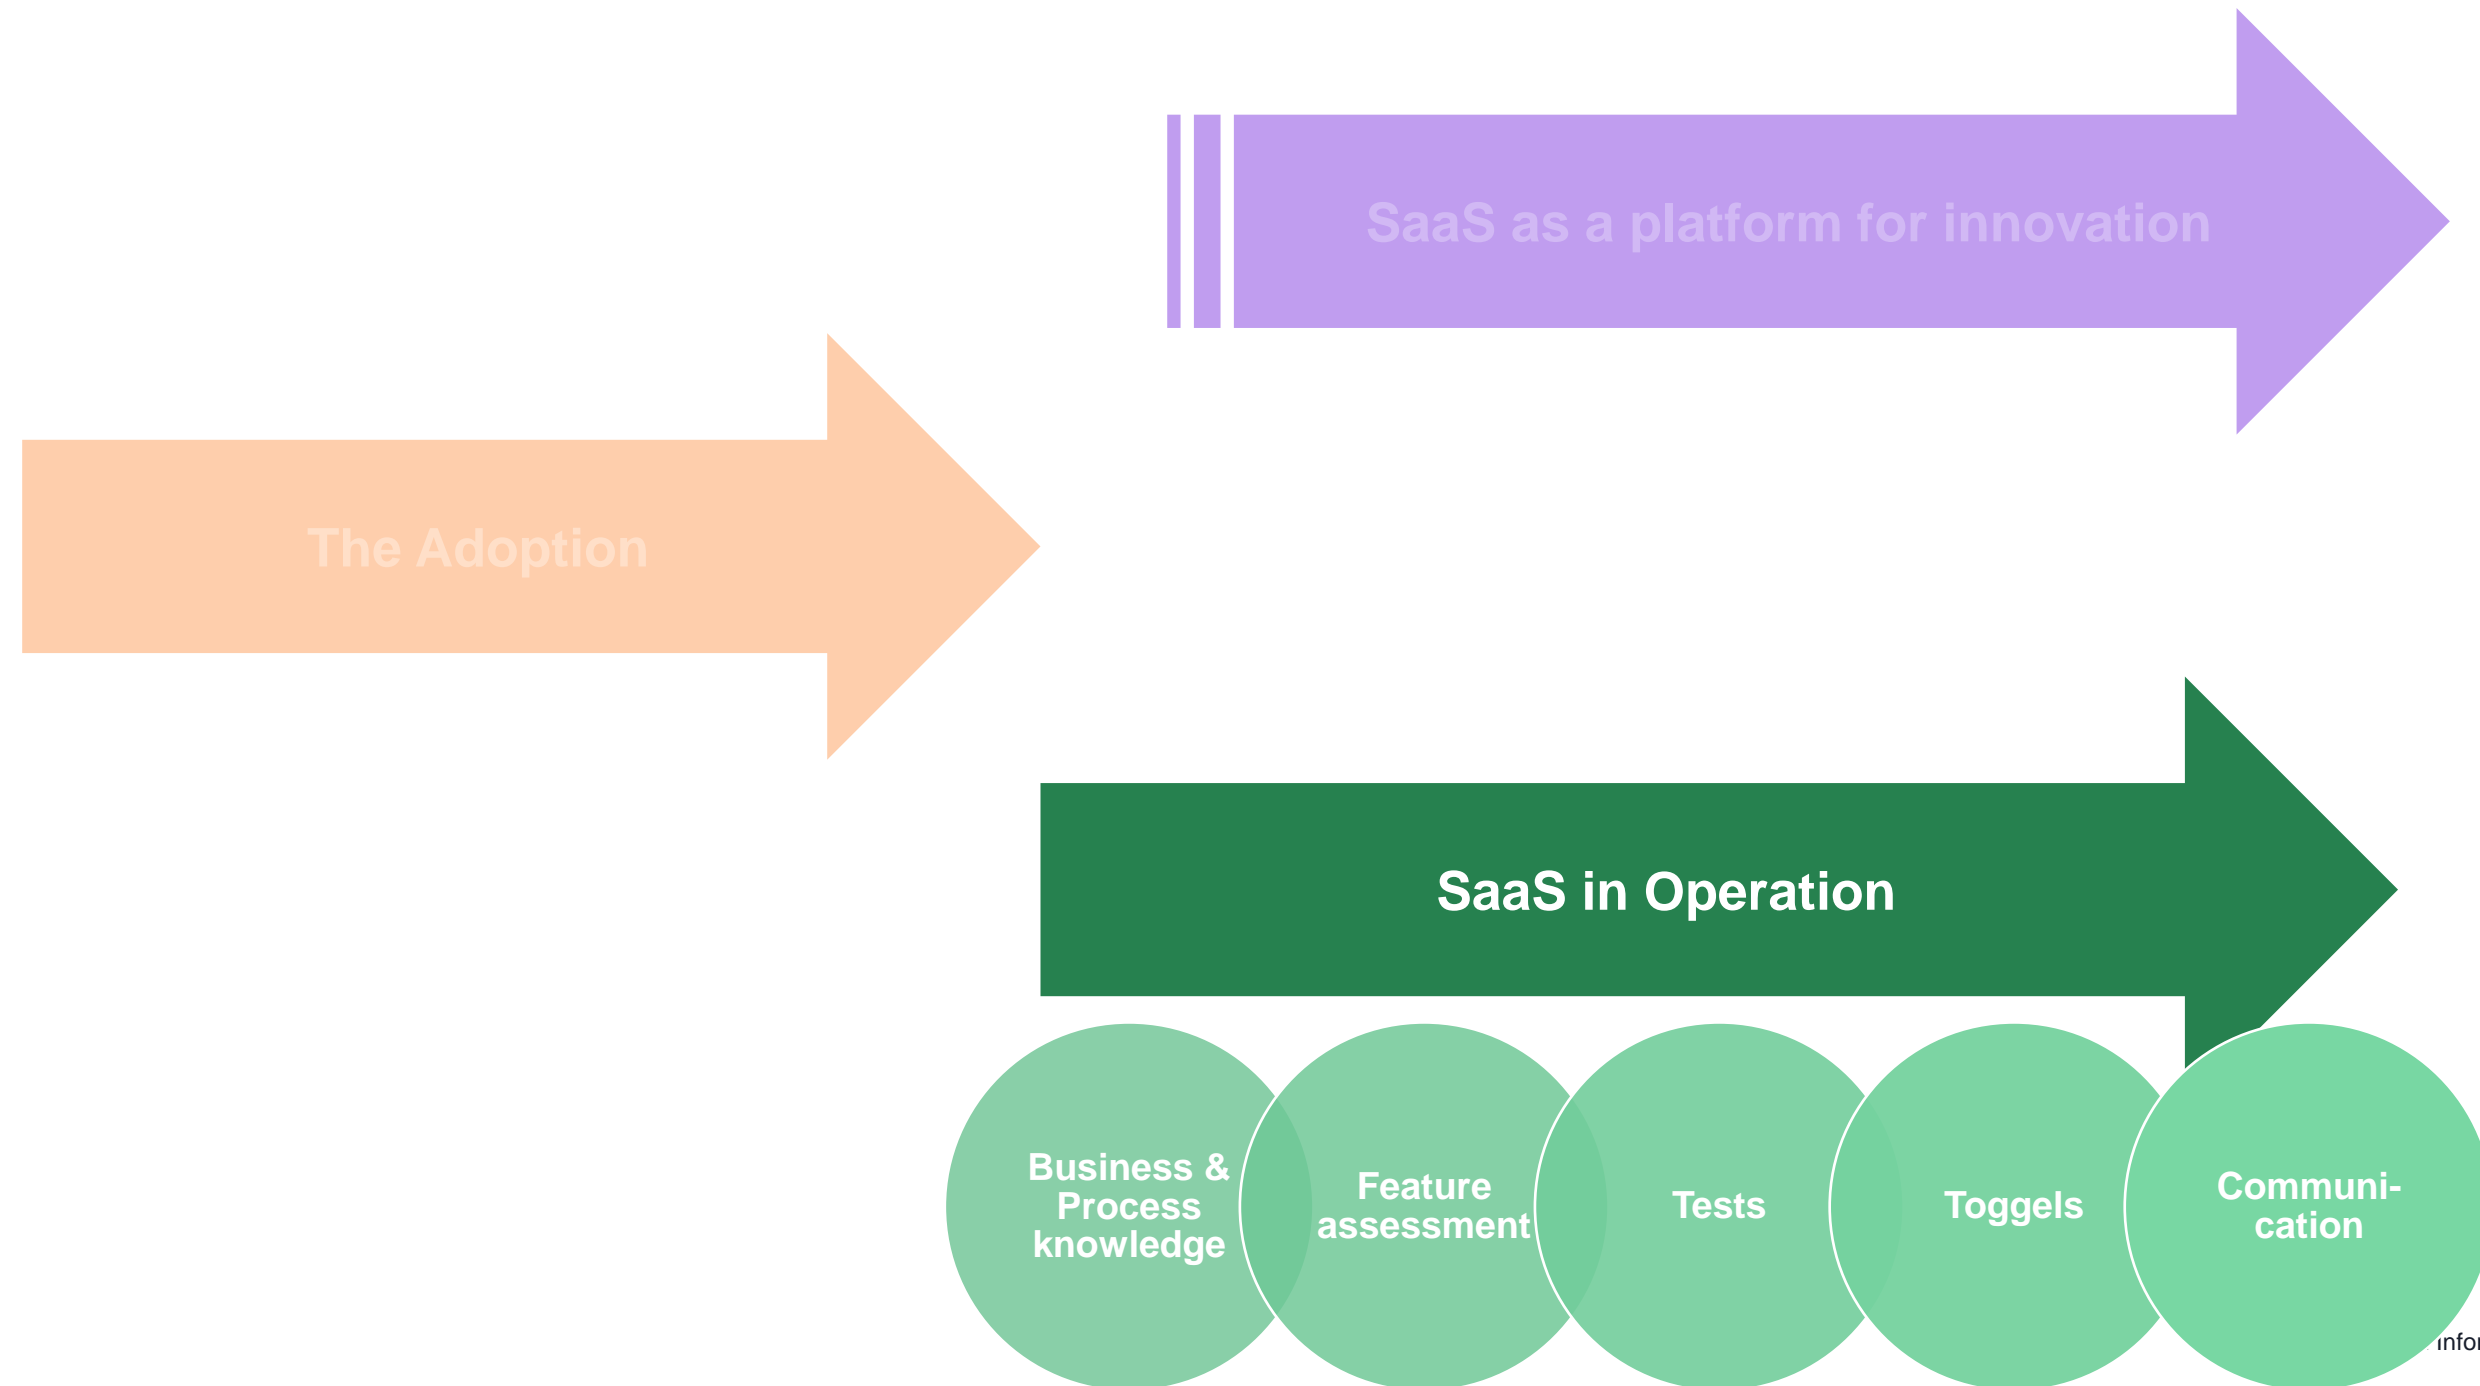 SaaS as a platform for innovation
The Adoption
SaaS in Operation
Business &
Process
knowledge
Feature
assessment
Tests
Toggels
Communi-
cation